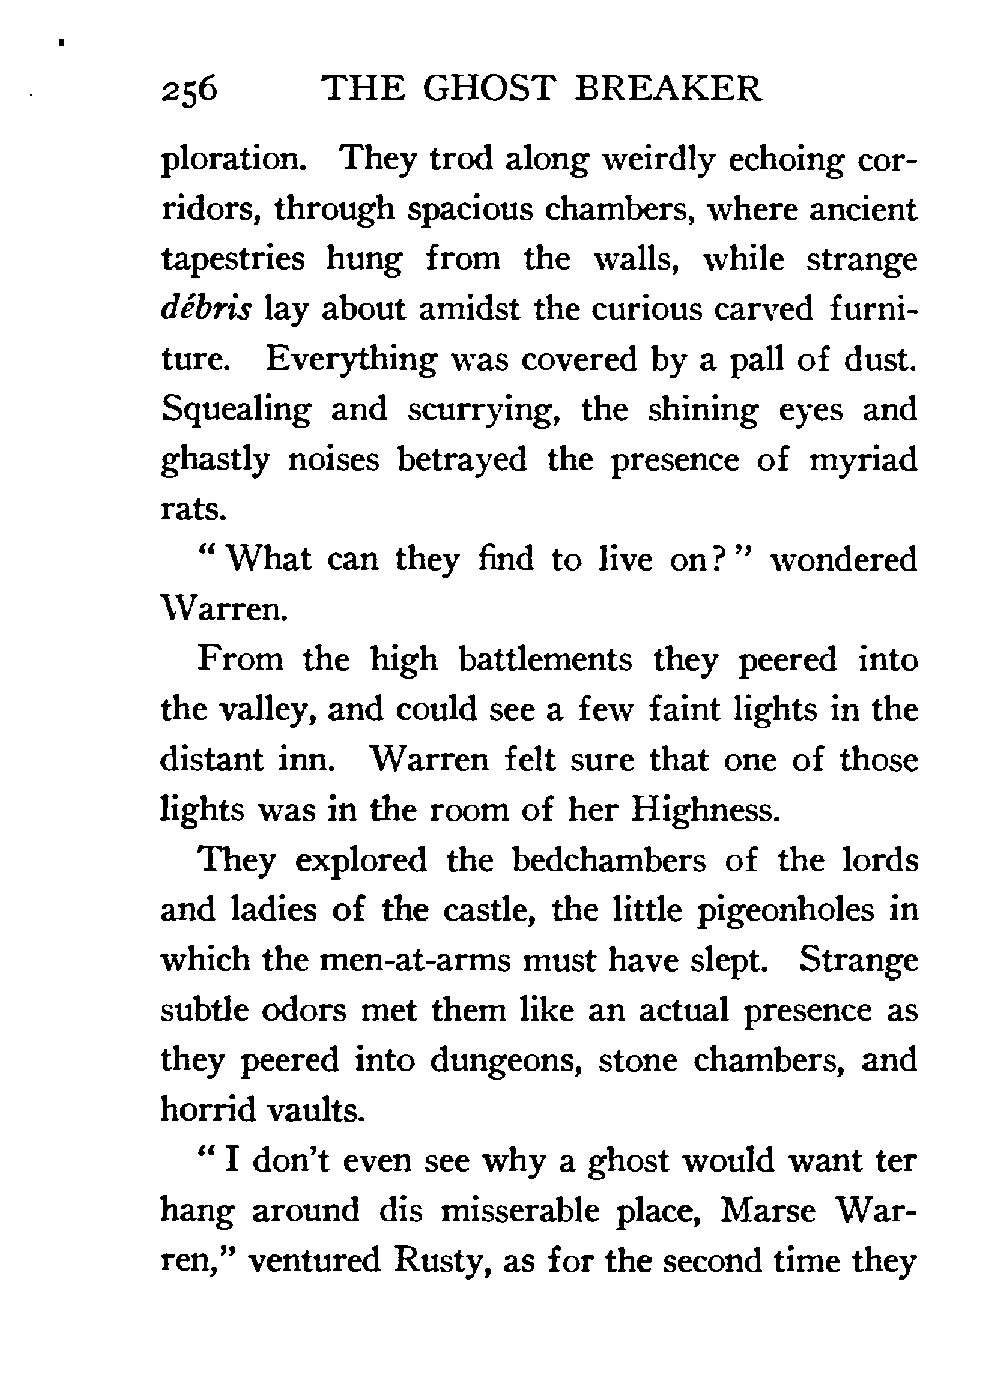 256 THE GHOST BREAKER
ploration. They trod along weirdly echoing cor-
ridors, through spacious chambers, where ancient
tapestries hung from the walls, while strange
débris lay about amidst the curious carved furni-
ture. Everything was covered by a pall of dust.
Squealing and scurrying, the shining eyes and
ghastly noises betrayed the presence of myriad
rats.
“ What can they find to live on? ” wondered
Warren.
From the high battlements they peered into
the valley, and could see a few faint lights in the
distant inn. Warren felt sure that one of those
lights was in the room of her Highness.
They explored the bedchambers of the lords
and ladies of the castle, the little pigeonholes in
which the men-at-arms must have slept. Strange
subtle odors met them like an actual presence as
they peered into dungeons, stone chambers, and
horrid vaults.
“ I don’t even see why a ghost would want ter
hang around dis misserable place, Marse War-
ren,” ventured Rusty, as for the second time they